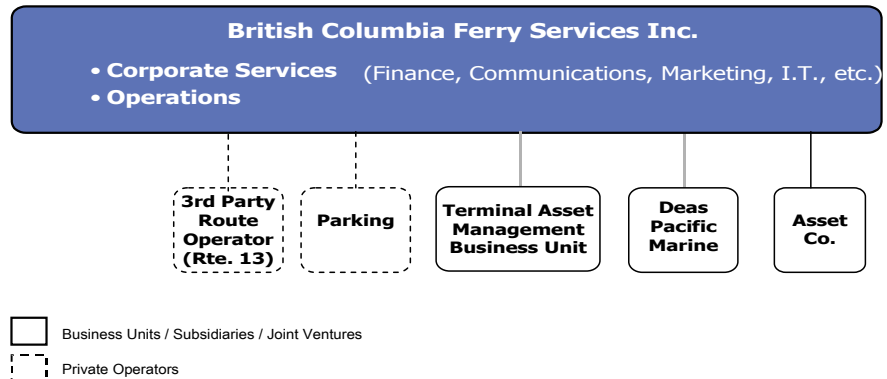 British Columbia Ferry Services Inc.
• Corporate Services (Finance, Communications, Marketing, I.T., etc.)
• Operations
3rd Party
Route
Operator
(Rte. 13)
Parking
Terminal Asset
Management
Business Unit
Deas
Pacific
Marine
Asset
Co.
Business Units / Subsidiaries / Joint Ventures
Private Operators